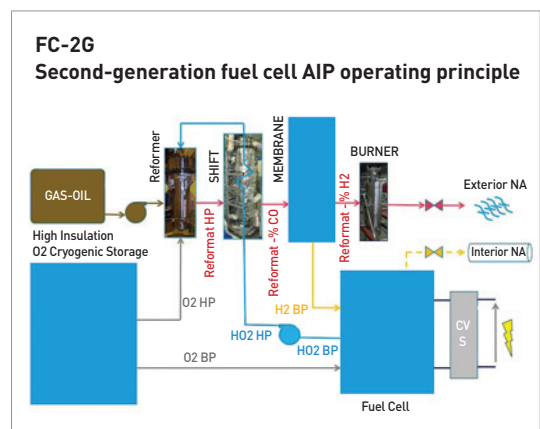 FC-2G
Second-generation fuel cell AIP operating principle
GAS-OIL
High Insulation
O2 Cryogenic Storage
Reformer
Reformat HP
SHIFT
Reformat -% CO
MEMBRANE
Reformat -% H2
BURNER
Exterior NA
Interior NA
O2 HP
H2 BP
HO2 HP
HO2 BP
O2 BP
CV
S
Fuel Cell